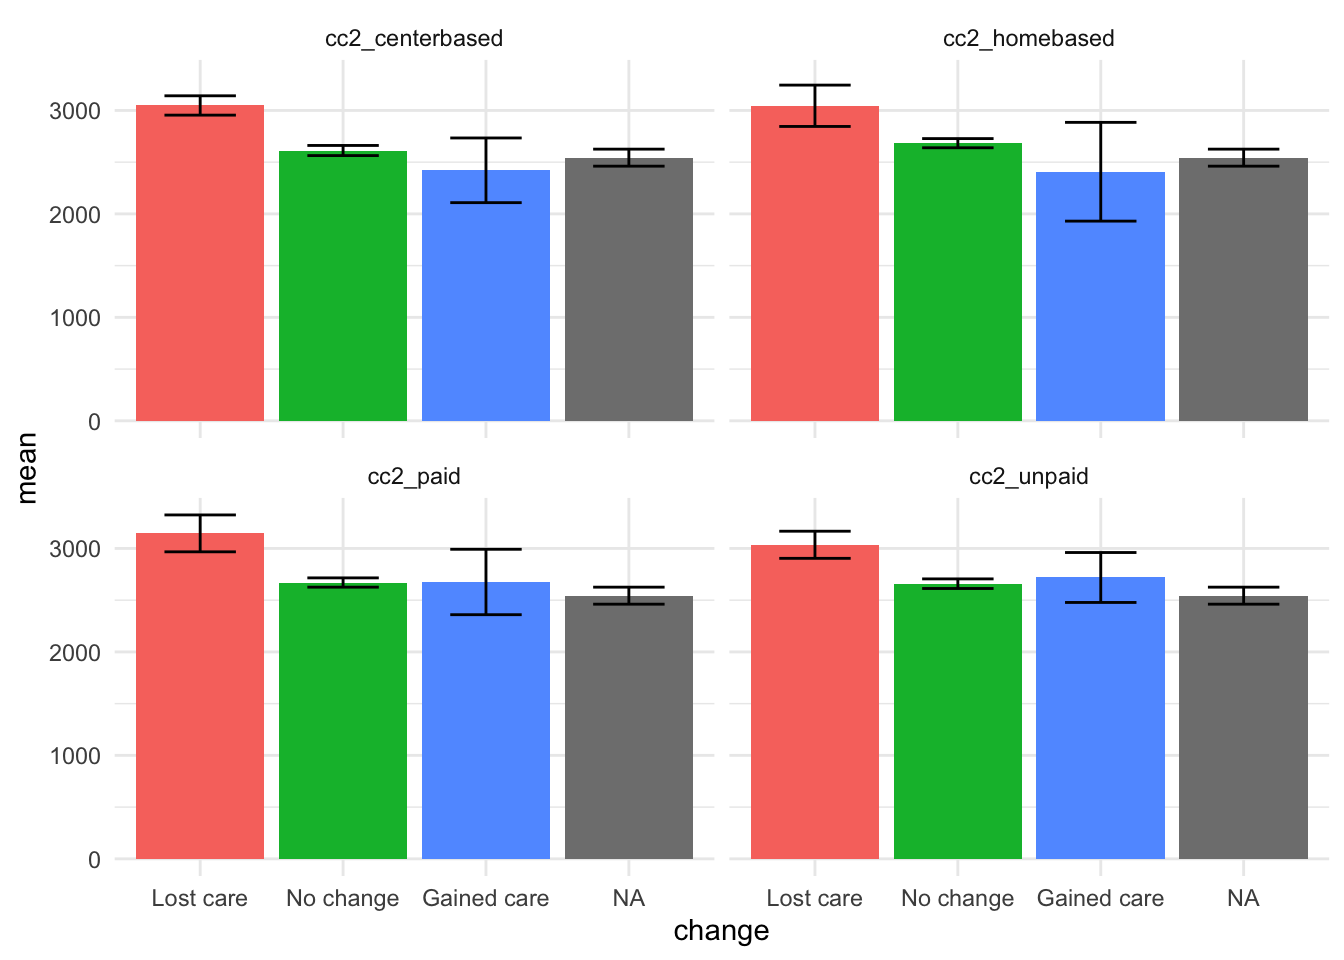 cc2_centerbased
cc2_homebased
3000
2000
1000
0
mean
cc2_paid
cc2_unpaid
3000
2000
1000
0
Lost care No change Gained care NA
Lost care No change Gained care NA
change